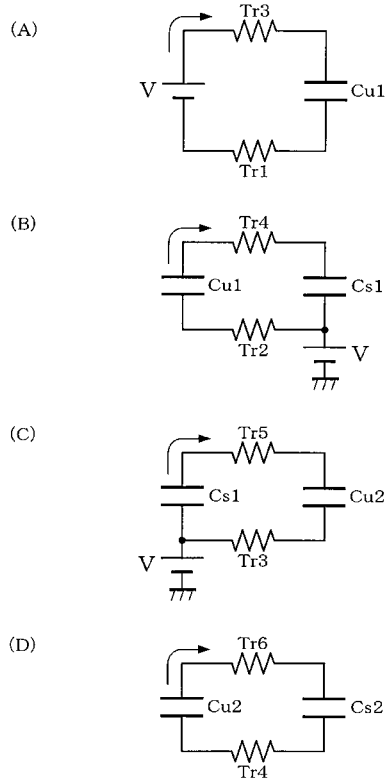 (A)
Tr3
V
Cu1
Tr1
(B)
Tr4
Cu1
Cs1
Tr2
V
(C)
Tr5
Cs1
Cu2
Tr3
V
(D)
Tr6
Cu2
Cs2
Tr4